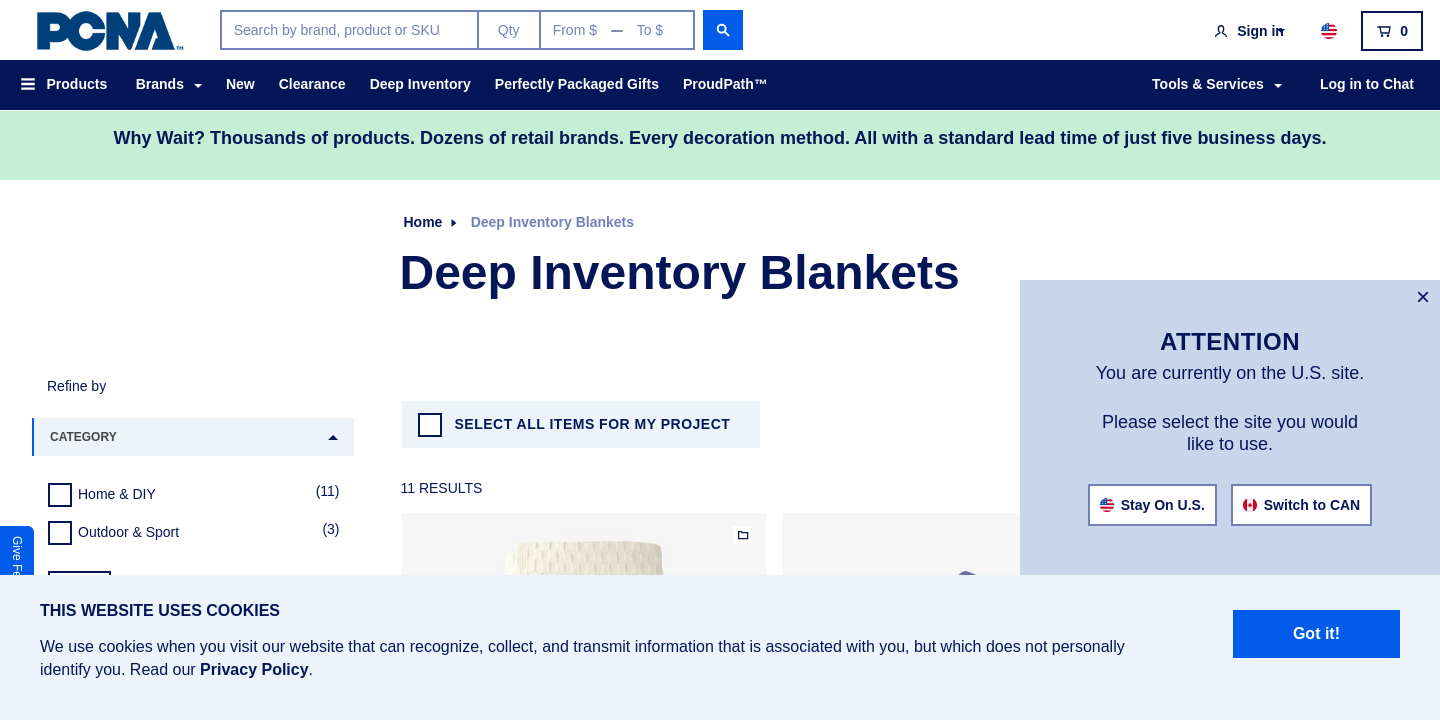 PCNA™
Search by brand, product or SKU
Qty
From $ — To $
Sign in
0
Products
Brands
New
Clearance
Deep Inventory
Perfectly Packaged Gifts
ProudPath™
Tools & Services
Log in to Chat
Why Wait? Thousands of products. Dozens of retail brands. Every decoration method. All with a standard lead time of just five business days.
Home
Deep Inventory Blankets
Deep Inventory Blankets
ATTENTION
You are currently on the U.S. site.
Please select the site you would
like to use.
Stay On U.S.
Switch to CAN
Refine by
CATEGORY
Home & DIY (11)
Outdoor & Sport (3)
SELECT ALL ITEMS FOR MY PROJECT
11 RESULTS
Give
THIS WEBSITE USES COOKIES
We use cookies when you visit our website that can recognize, collect, and transmit information that is associated with you, but which does not personally
identify you. Read our Privacy Policy.
Got it!